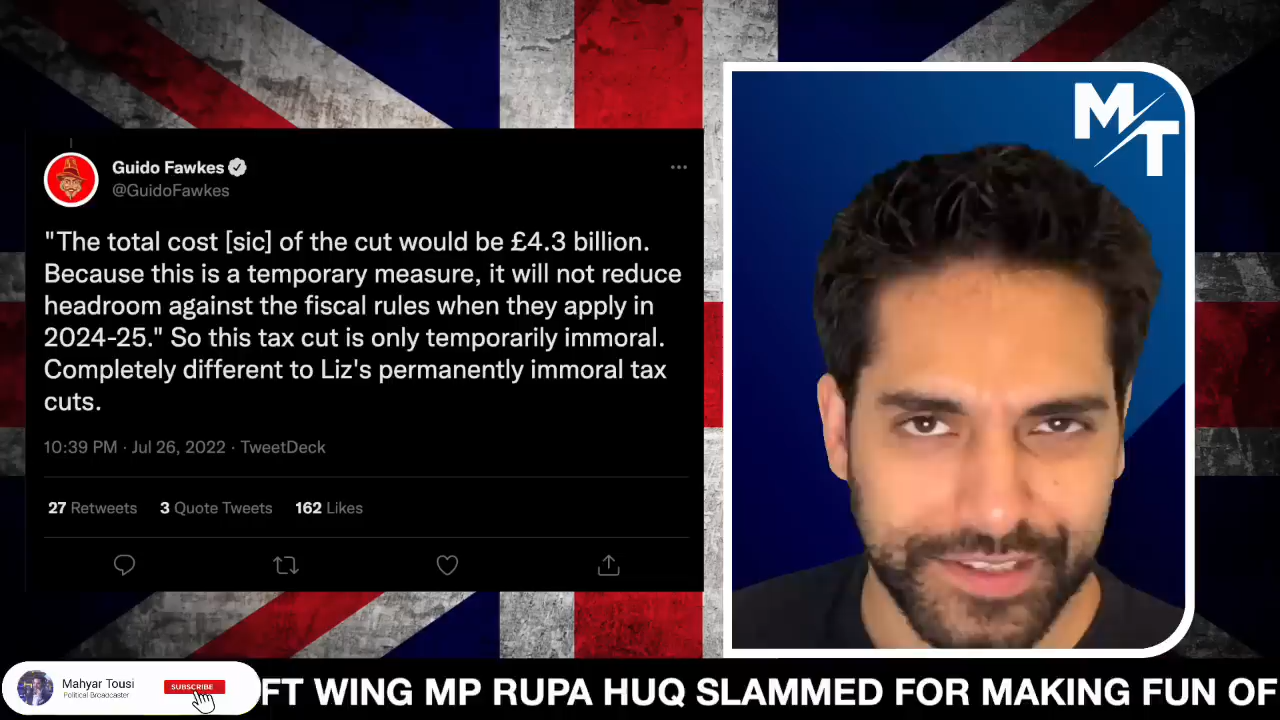 Guido Fawkes
@GuidoFawkes
"The total cost [sic] of the cut would be £4.3 billion.
Because this is a temporary measure, it will not reduce
headroom against the fiscal rules when they apply in
2024-25." So this tax cut is only temporarily immoral.
Completely different to Liz's permanently immoral tax
cuts.
10:39 PM · Jul 26, 2022 · TweetDeck
27 Retweets 3 Quote Tweets 162 Likes
MT
Mahyar Tousi
Political Broadcaster
SUBSCRIBE
FT WING MP RUPA HUQ SLAMMED FOR MAKING FUN OF